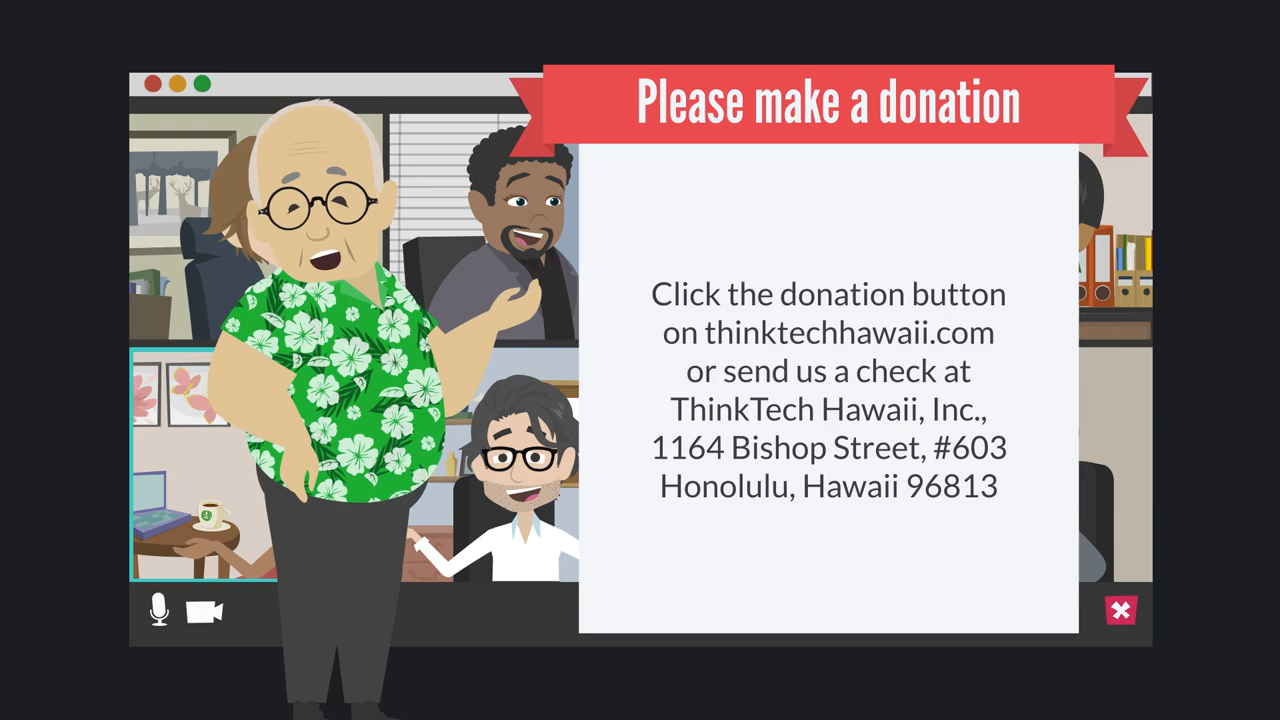 Please make a donation
Click the donation button
on thinktechhawaii.com
or send us a check at
ThinkTech Hawaii, Inc.,
1164 Bishop Street, #603
Honolulu, Hawaii 96813